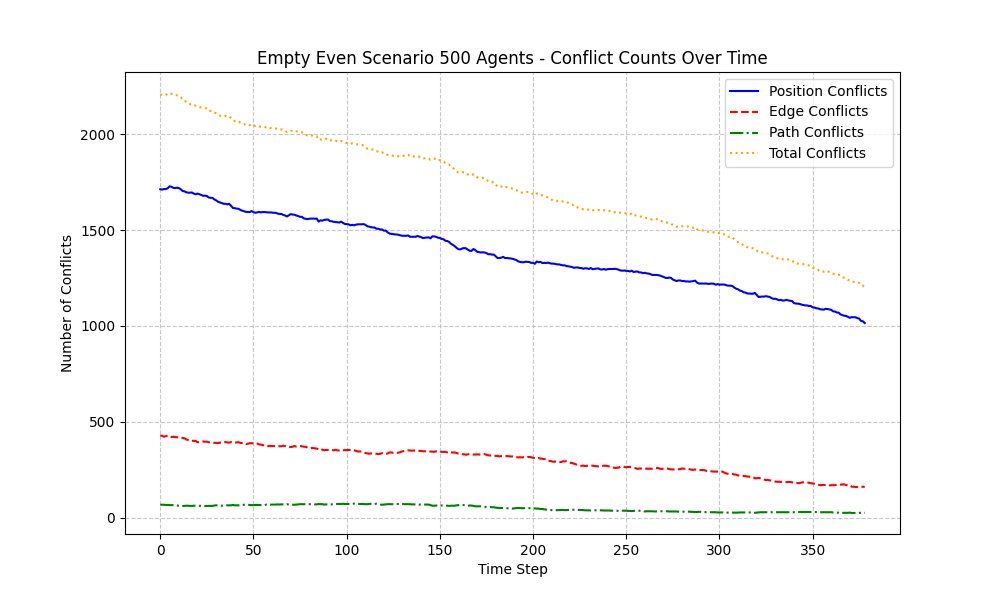 Empty Even Scenario 500 Agents - Conflict Counts Over Time
Position Conflicts
Edge Conflicts
Path Conflicts
Total Conflicts
Number of Conflicts
2000
1500
1000
500
0
0 50 100 150 200 250 300 350
Time Step